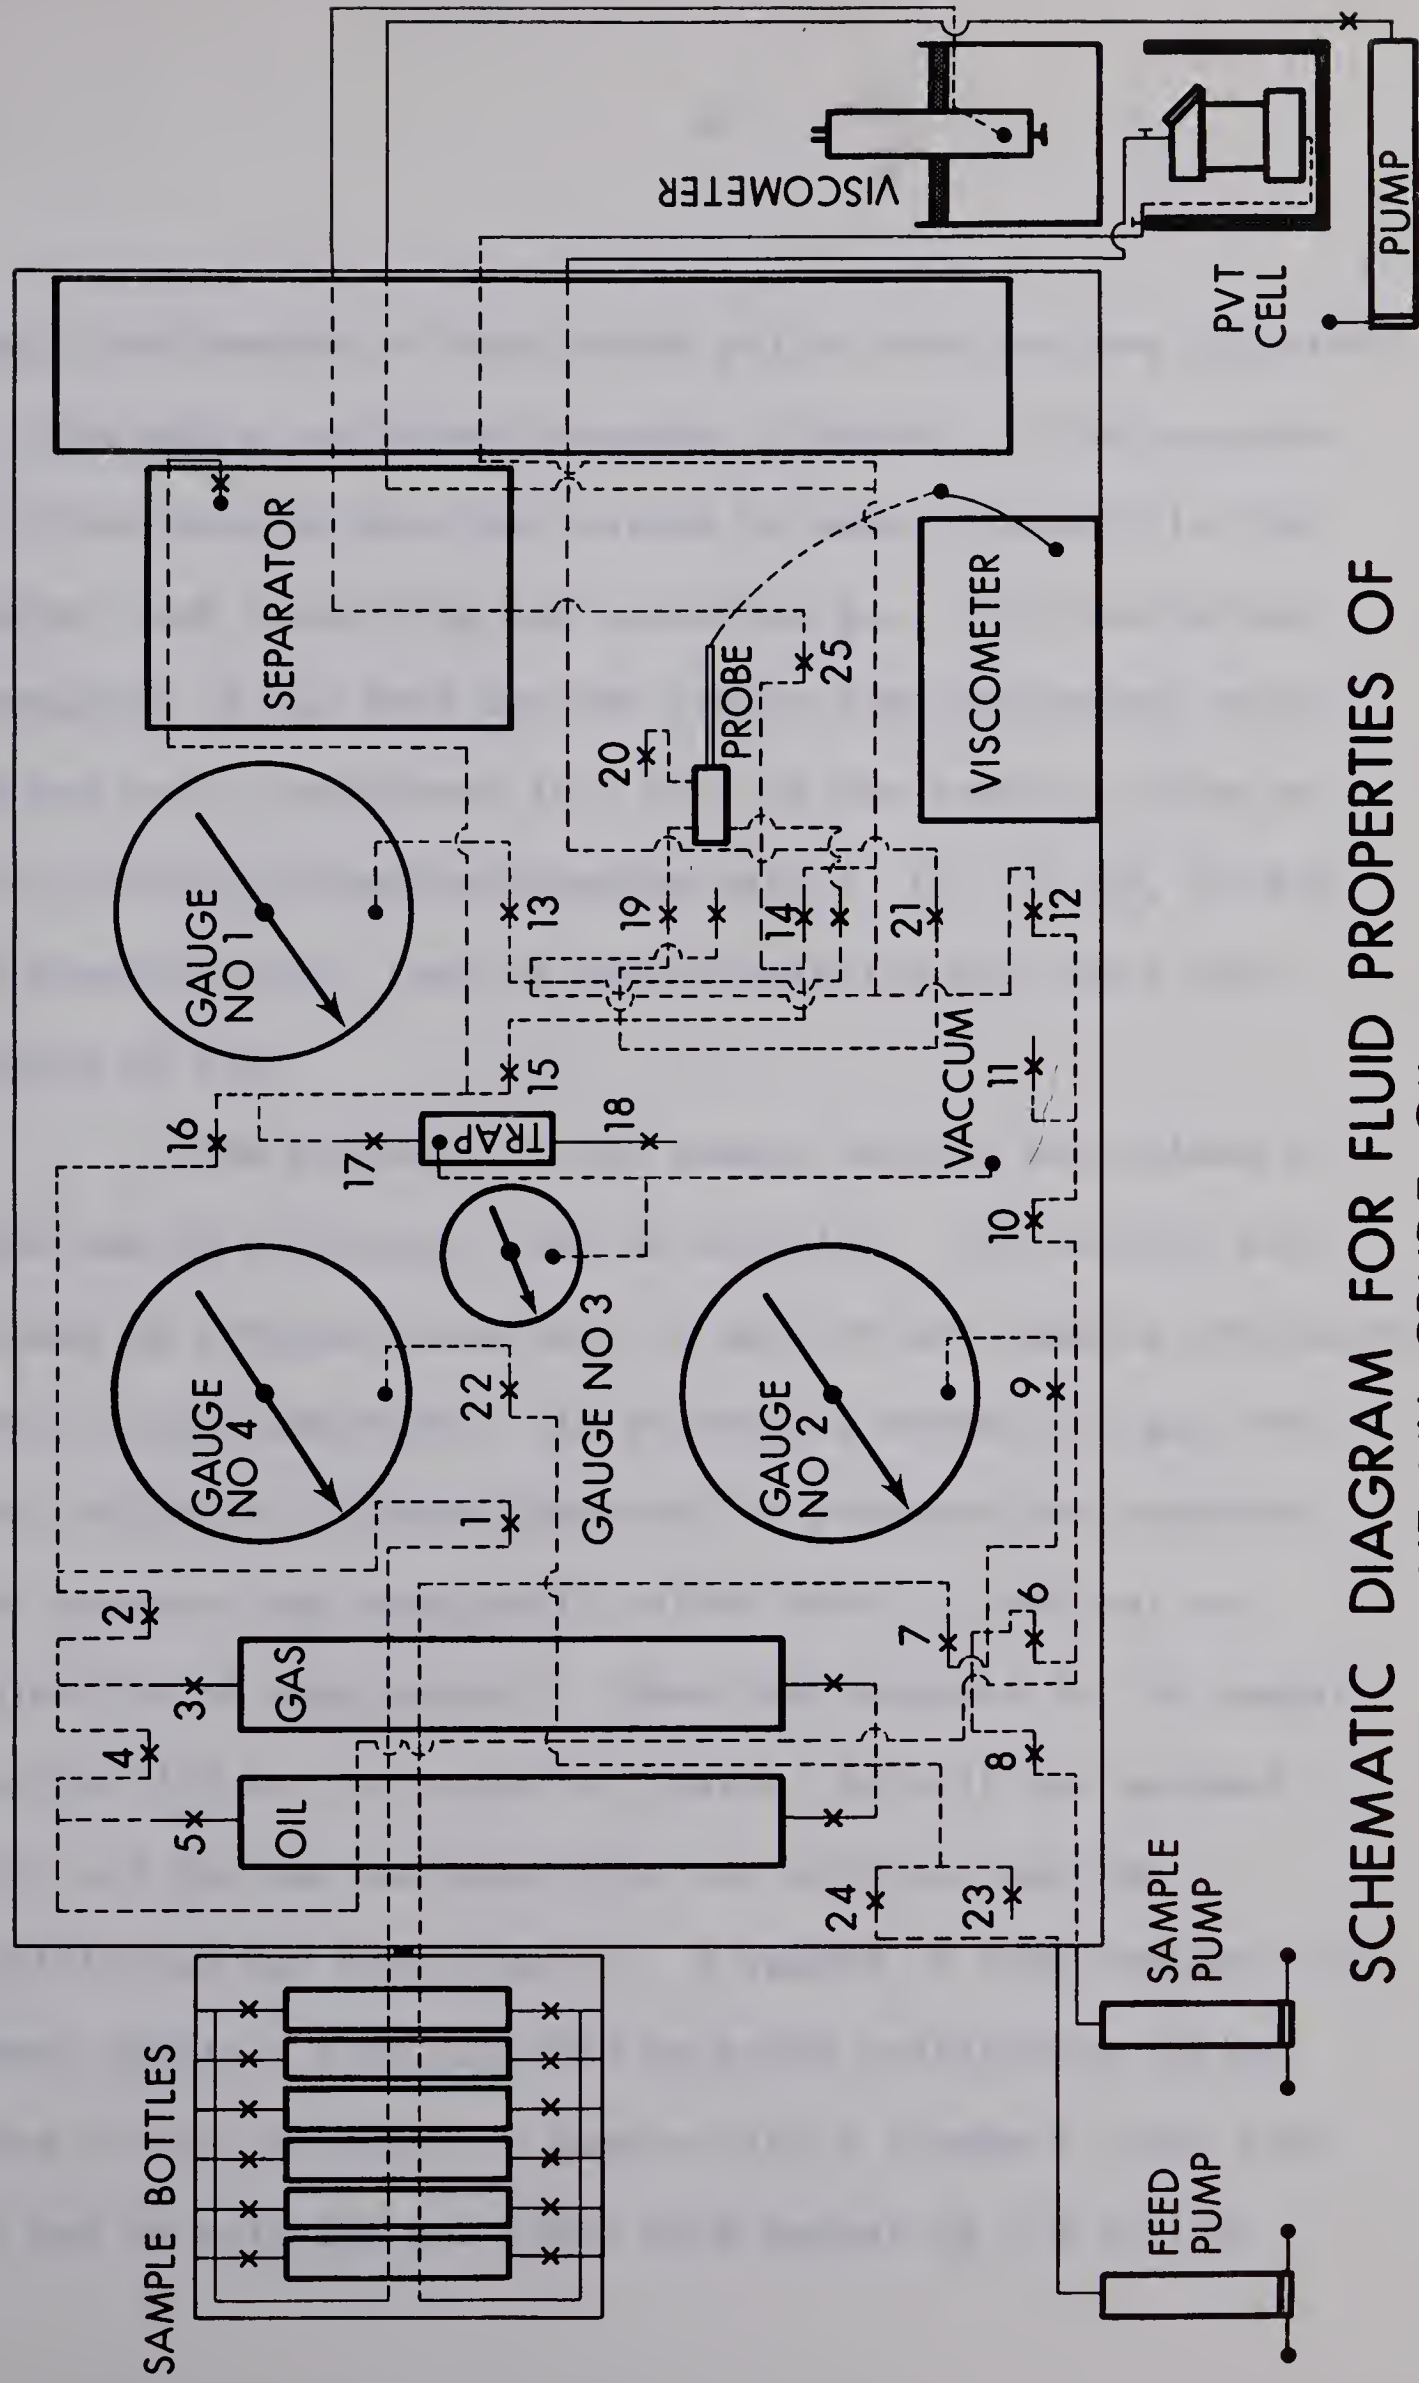 SAMPLE BOTTLES
FEED
PUMP
SAMPLE
PUMP
OIL
GAS
5
4
3
2
1
24
23
8
7
6
GAUGE
NO 4
22
GAUGE NO 3
GAUGE
NO 2
9
10
11
12
16
17
TRAP
18
15
VACCUM
GAUGE
NO 1
13
19
14
21
20
PROBE
25
SEPARATOR
VISCOMETER
VISCOMETER
PVT
CELL
PUMP
SCHEMATIC DIAGRAM FOR FLUID PROPERTIES OF